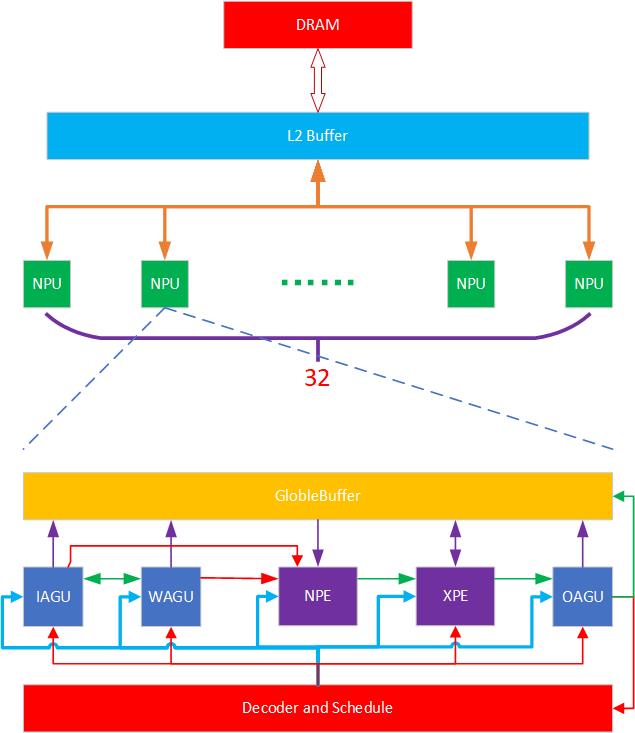 DRAM
L2 Buffer
NPU
NPU
NPU
NPU
32
GlobleBuffer
IAGU
WAGU
NPE
XPE
OAGU
Decoder and Schedule